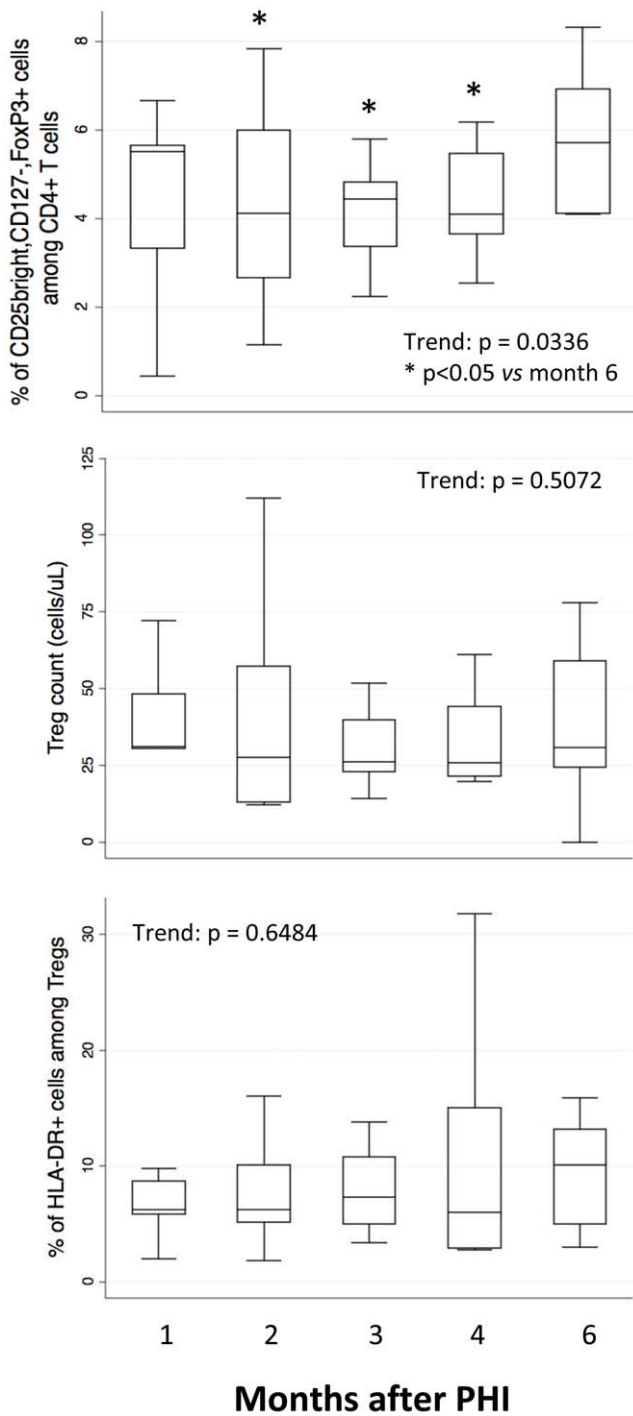 % of CD25bright,CD127-,FoxP3+ cells
among CD4+ T cells
8
6
4
2
0
*
*
*
Trend: p = 0.0336
* p<0.05 vs month 6
Treg count (cells/uL)
125
100
75
50
25
0
Trend: p = 0.5072
% of HLA-DR+ cells among Tregs
30
20
10
0
Trend: p = 0.6484
1 2 3 4 6
Months after PHI